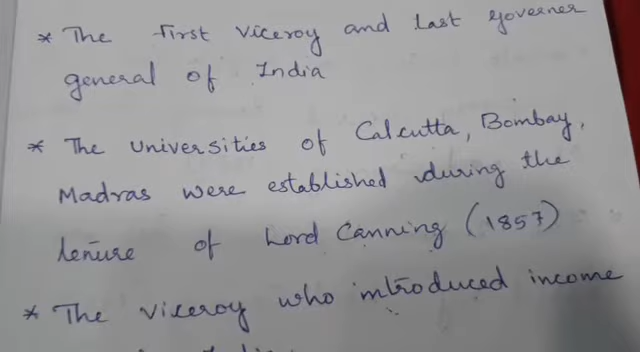 * The first viceroy and last governer
general of India
* The universities of Calcutta, Bombay,
Madras were established during the
tenure of Lord Canning (1857)
* The viceroy who introduced income